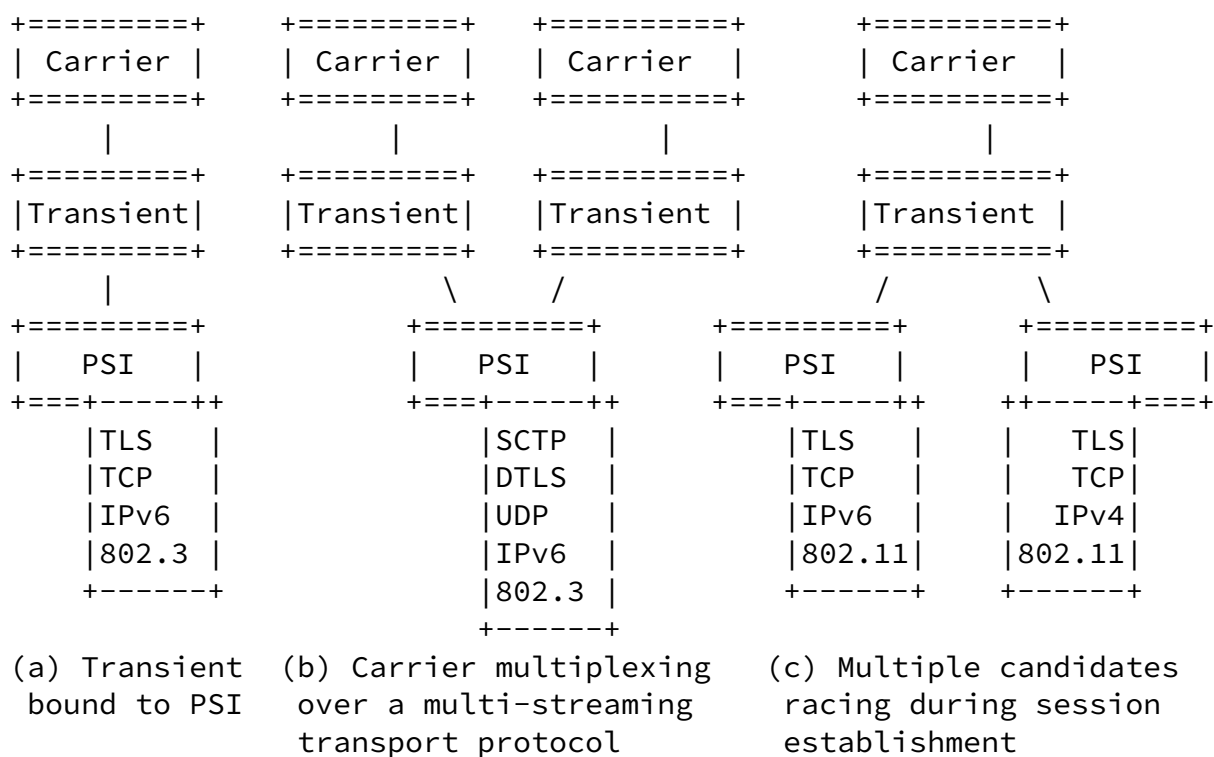 +=========+    +=========+   +==========+      +==========+
| Carrier |    | Carrier |   | Carrier  |      | Carrier  |
+=========+    +=========+   +==========+      +==========+
     |               |              |                 |
+=========+    +=========+   +==========+      +==========+
|Transient|    |Transient|   |Transient |      |Transient |
+=========+    +=========+   +==========+      +==========+
     |                  \     /                 /        \
+=========+           +=========+      +=========+      +=========+
|   PSI   |           |   PSI   |      |   PSI   |      |   PSI   |
+===+-----++          +===+-----++     +===+-----++    ++-----+===+
    |TLS   |              |SCTP  |         |TLS   |    |   TLS|
    |TCP   |              |DTLS  |         |TCP   |    |   TCP|
    |IPv6  |              |UDP   |         |IPv6  |    |  IPv4|
    |802.3 |              |IPv6  |         |802.11|    |802.11|
    +------+              |802.3 |         +------+    +------+
                          +------+
(a) Transient  (b) Carrier multiplexing   (c) Multiple candidates
 bound to PSI   over a multi-streaming     racing during session
                transport protocol         establishment